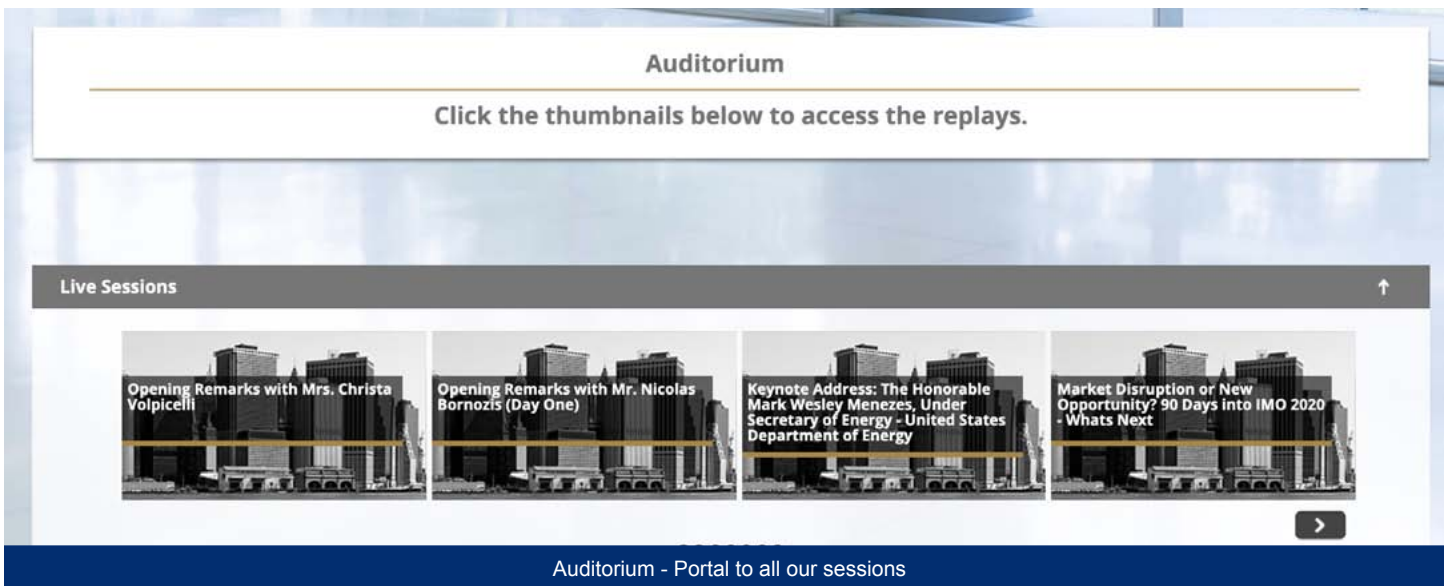 Auditorium
Click the thumbnails below to access the replays.
Live Sessions
Opening Remarks with Mrs. Christa
Volpicelli
Opening Remarks with Mr. Nicolas
Bornozis (Day One)
Keynote Address: The Honorable
Mark Wesley Menezes, Under
Secretary of Energy - United States
Department of Energy
Market Disruption or New
Opportunity? 90 Days into IMO 2020
- Whats Next
Auditorium - Portal to all our sessions